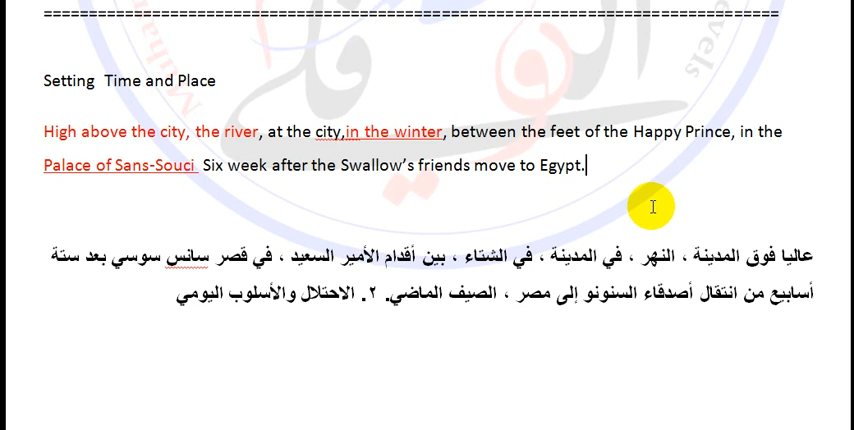 =====================================================================================
Setting Time and Place
High above the city, the river, at the city,in the winter, between the feet of the Happy Prince, in the
Palace of Sans-Souci Six week after the Swallow’s friends move to Egypt.
عاليا فوق المدينة ، النهر ، في المدينة ، في الشتاء ، بين أقدام الأمير السعيد ، في قصر سانس سوسي بعد ستة
أسابيع من انتقال أصدقاء السنونو إلى مصر ، الصيف الماضي. ٢. الاحتلال والأسلوب اليومي